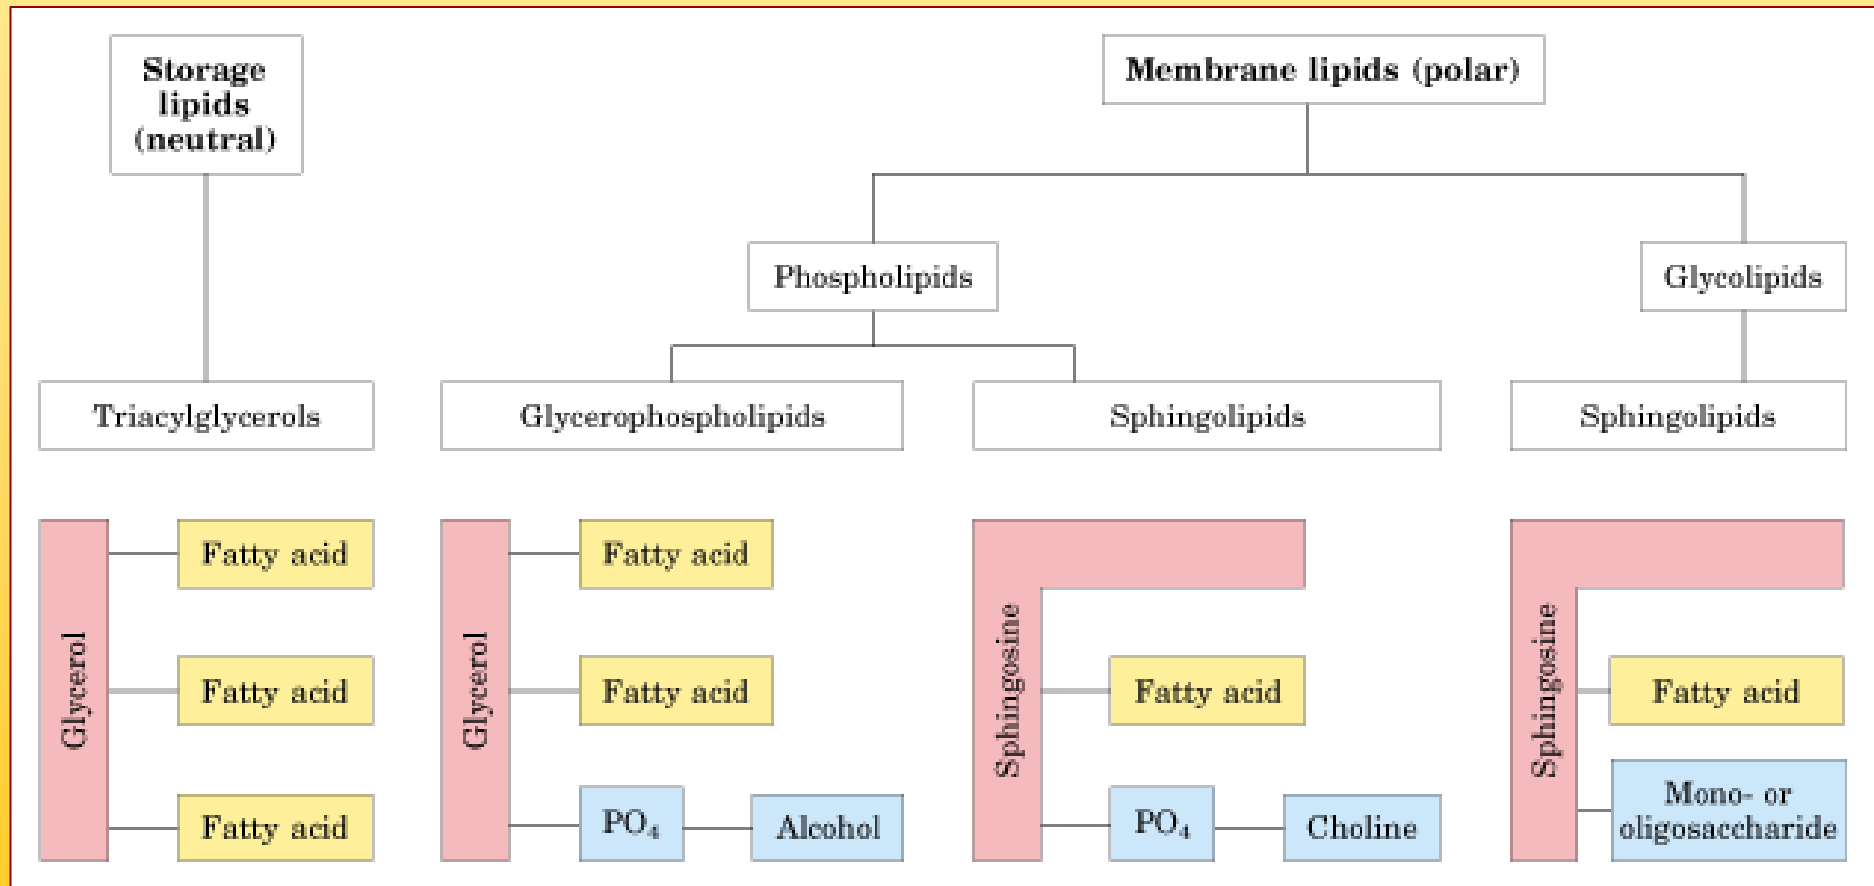 Storage
lipids
(neutral)
Membrane lipids (polar)
Phospholipids
Glycolipids
Triacylglycerols
Glycerophospholipids
Sphingolipids
Sphingolipids
Glycerol
Fatty acid
Fatty acid
Fatty acid
Glycerol
Fatty acid
Fatty acid
PO₄
Alcohol
Sphingosine
Fatty acid
PO₄
Choline
Sphingosine
Fatty acid
Mono- or
oligosaccharide